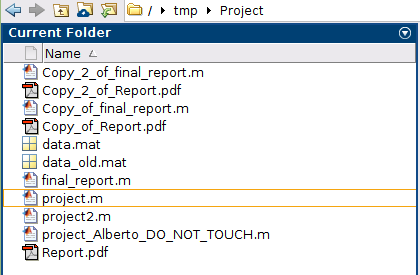 / tmp Project
Current Folder
Name
Copy_2_of_final_report.m
Copy_2_of_Report.pdf
Copy_of_final_report.m
Copy_of_Report.pdf
data.mat
data_old.mat
final_report.m
project.m
project2.m
project_Alberto_DO_NOT_TOUCH.m
Report.pdf